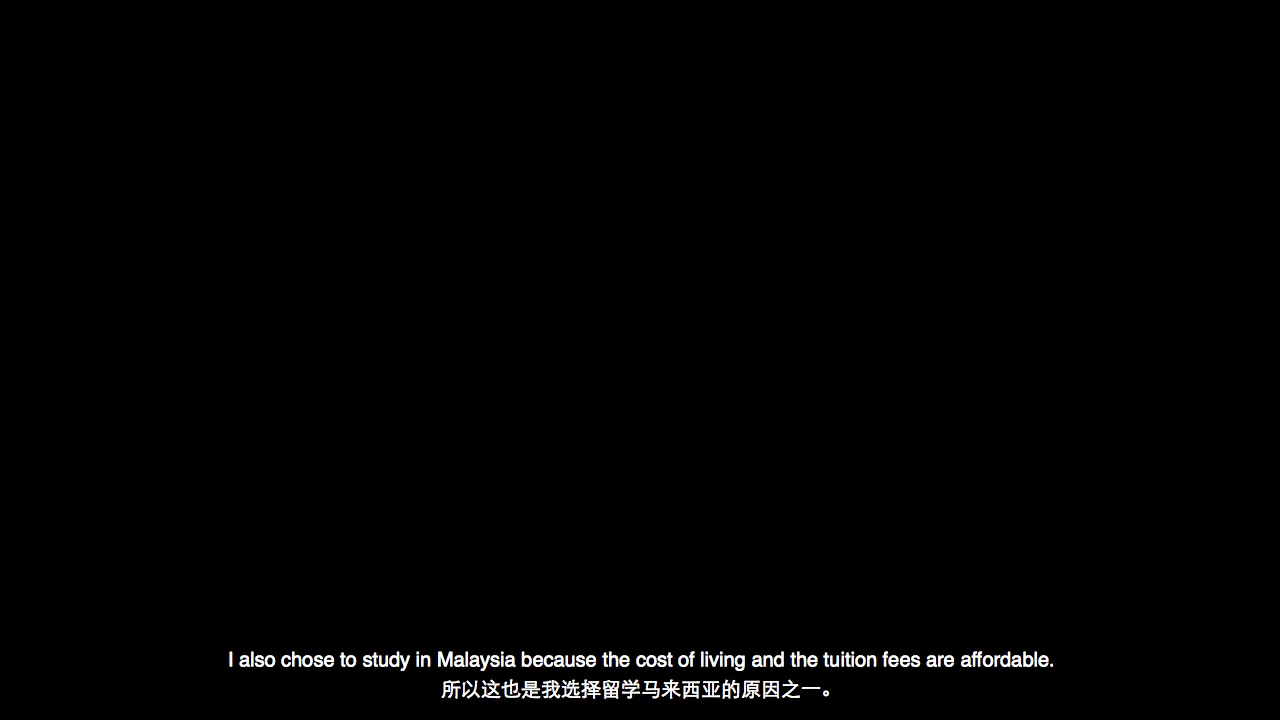 I also chose to study in Malaysia because the cost of living and the tuition fees are affordable.
所以这也是我选择留学马来西亚的原因之一。